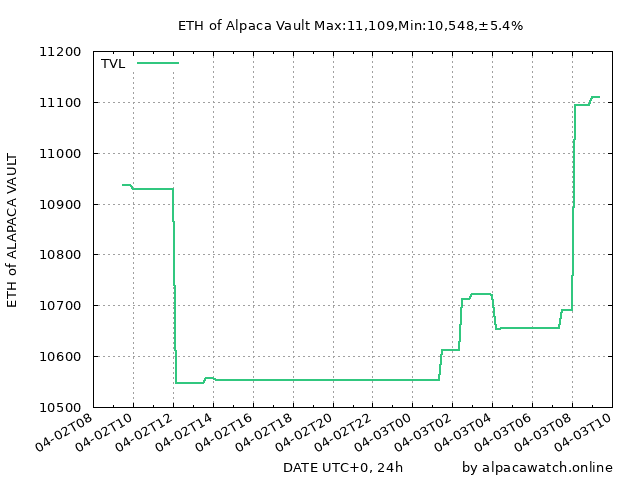 ETH of Alpaca Vault Max:11,109,Min:10,548,±5.4%
TVL
11200
11100
11000
10900
10800
10700
10600
10500
ETH of ALAPACA VAULT
04-02T08
04-02T10
04-02T12
04-02T14
04-02T16
04-02T18
04-02T20
04-02T22
04-03T00
04-03T02
04-03T04
04-03T06
04-03T08
04-03T10
DATE UTC+0, 24h
by alpacawatch.online